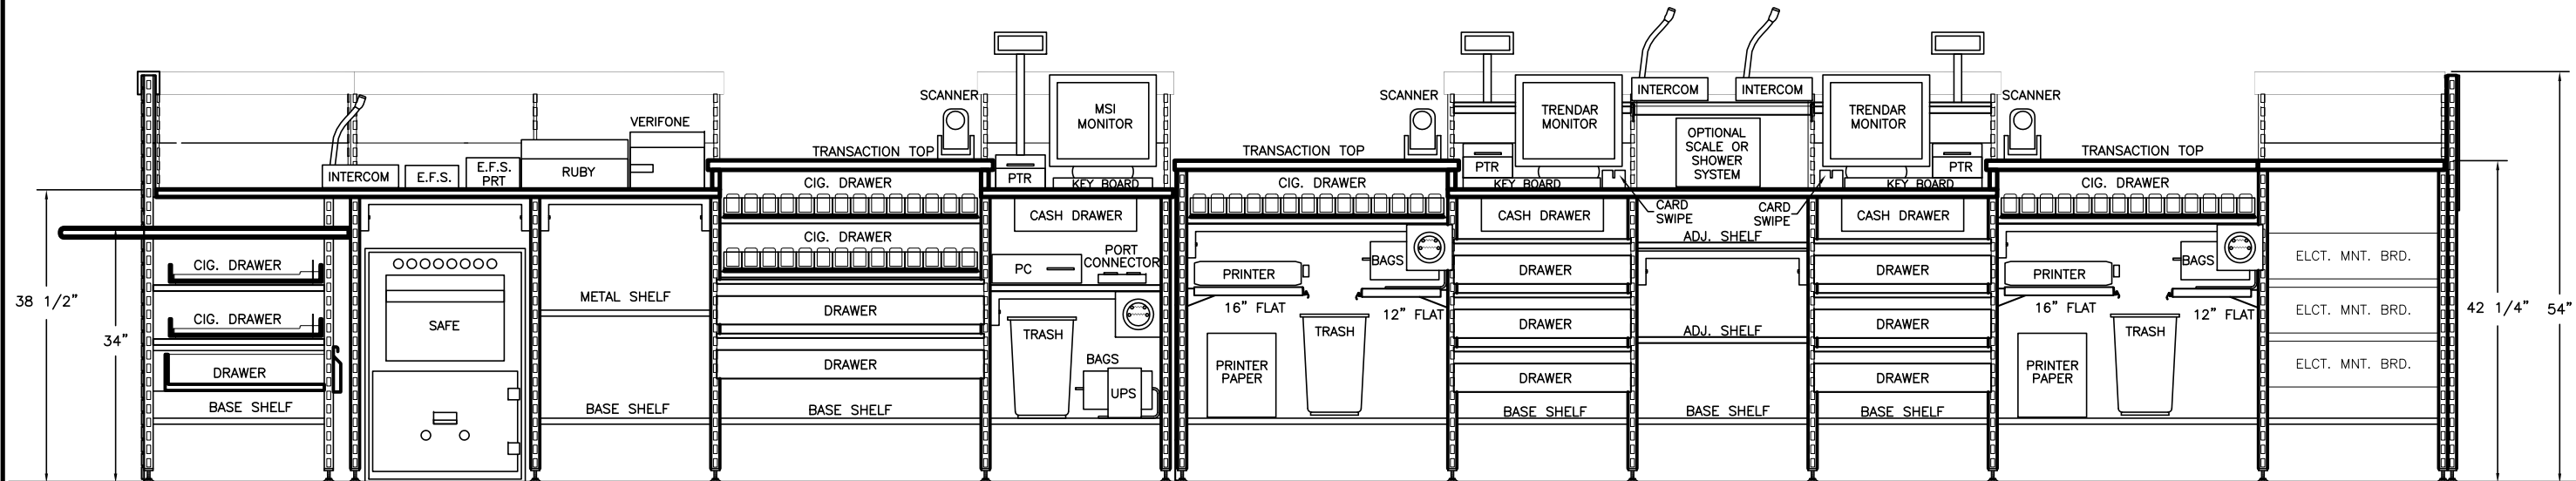 38 1/2"
34"
INTERCOM
E.F.S.
E.F.S.
PRT
RUBY
VERIFONE
CIG. DRAWER
CIG. DRAWER
DRAWER
BASE SHELF
SAFE
METAL SHELF
BASE SHELF
SCANNER
TRANSACTION TOP
CIG. DRAWER
CIG. DRAWER
DRAWER
DRAWER
BASE SHELF
MSI
MONITOR
PTR
KEY BOARD
CASH DRAWER
PC
PORT
CONNECTOR
TRASH
BAGS
UPS
SCANNER
TRANSACTION TOP
CIG. DRAWER
PRINTER
BAGS
16" FLAT
12" FLAT
TRASH
PRINTER
PAPER
TRENDAR
MONITOR
PTR
KEY BOARD
CASH DRAWER
DRAWER
DRAWER
DRAWER
BASE SHELF
INTERCOM
INTERCOM
OPTIONAL
SCALE OR
SHOWER
SYSTEM
CARD
SWIPE
CARD
SWIPE
ADJ. SHELF
ADJ. SHELF
BASE SHELF
TRENDAR
MONITOR
PTR
KEY BOARD
CASH DRAWER
DRAWER
DRAWER
DRAWER
BASE SHELF
SCANNER
TRANSACTION TOP
CIG. DRAWER
PRINTER
BAGS
16" FLAT
12" FLAT
TRASH
PRINTER
PAPER
ELCT. MNT. BRD.
ELCT. MNT. BRD.
ELCT. MNT. BRD.
42 1/4"
54"